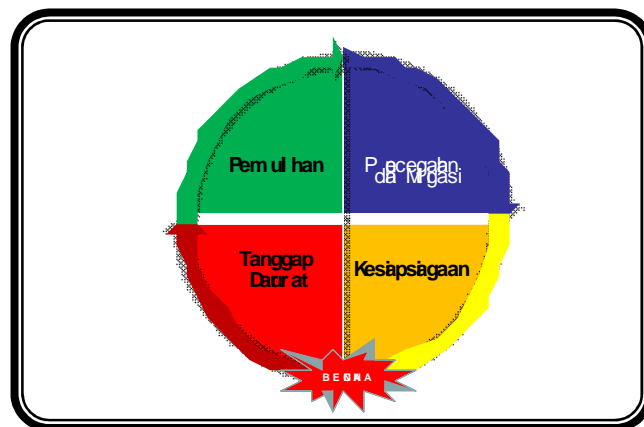 Pemulihan
Pencegahan
dan Mitigasi
Tanggap
Darurat
Kesiapsiagaan
BENCANA